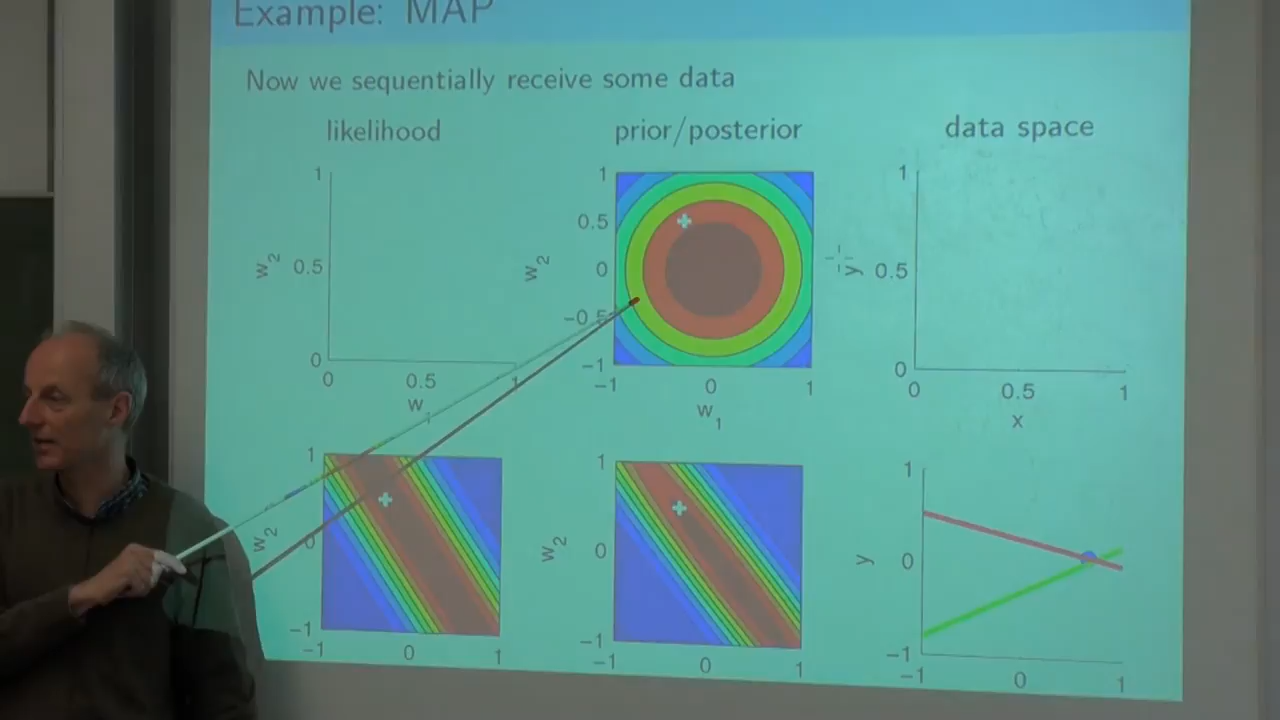 Example: MAP
Now we sequentially receive some data
likelihood prior/posterior data space
1 1 1
0.5
w2 0.5 w2 0 y 0.5
−0.5
0 −1 0
0 0.5 1 −1 0 1 0 0.5 1
w1 w1 x
1 1 1
w2 0 w2 0 y 0
−1 −1 −1
−1 0 1 −1 0 1 −1 0 1